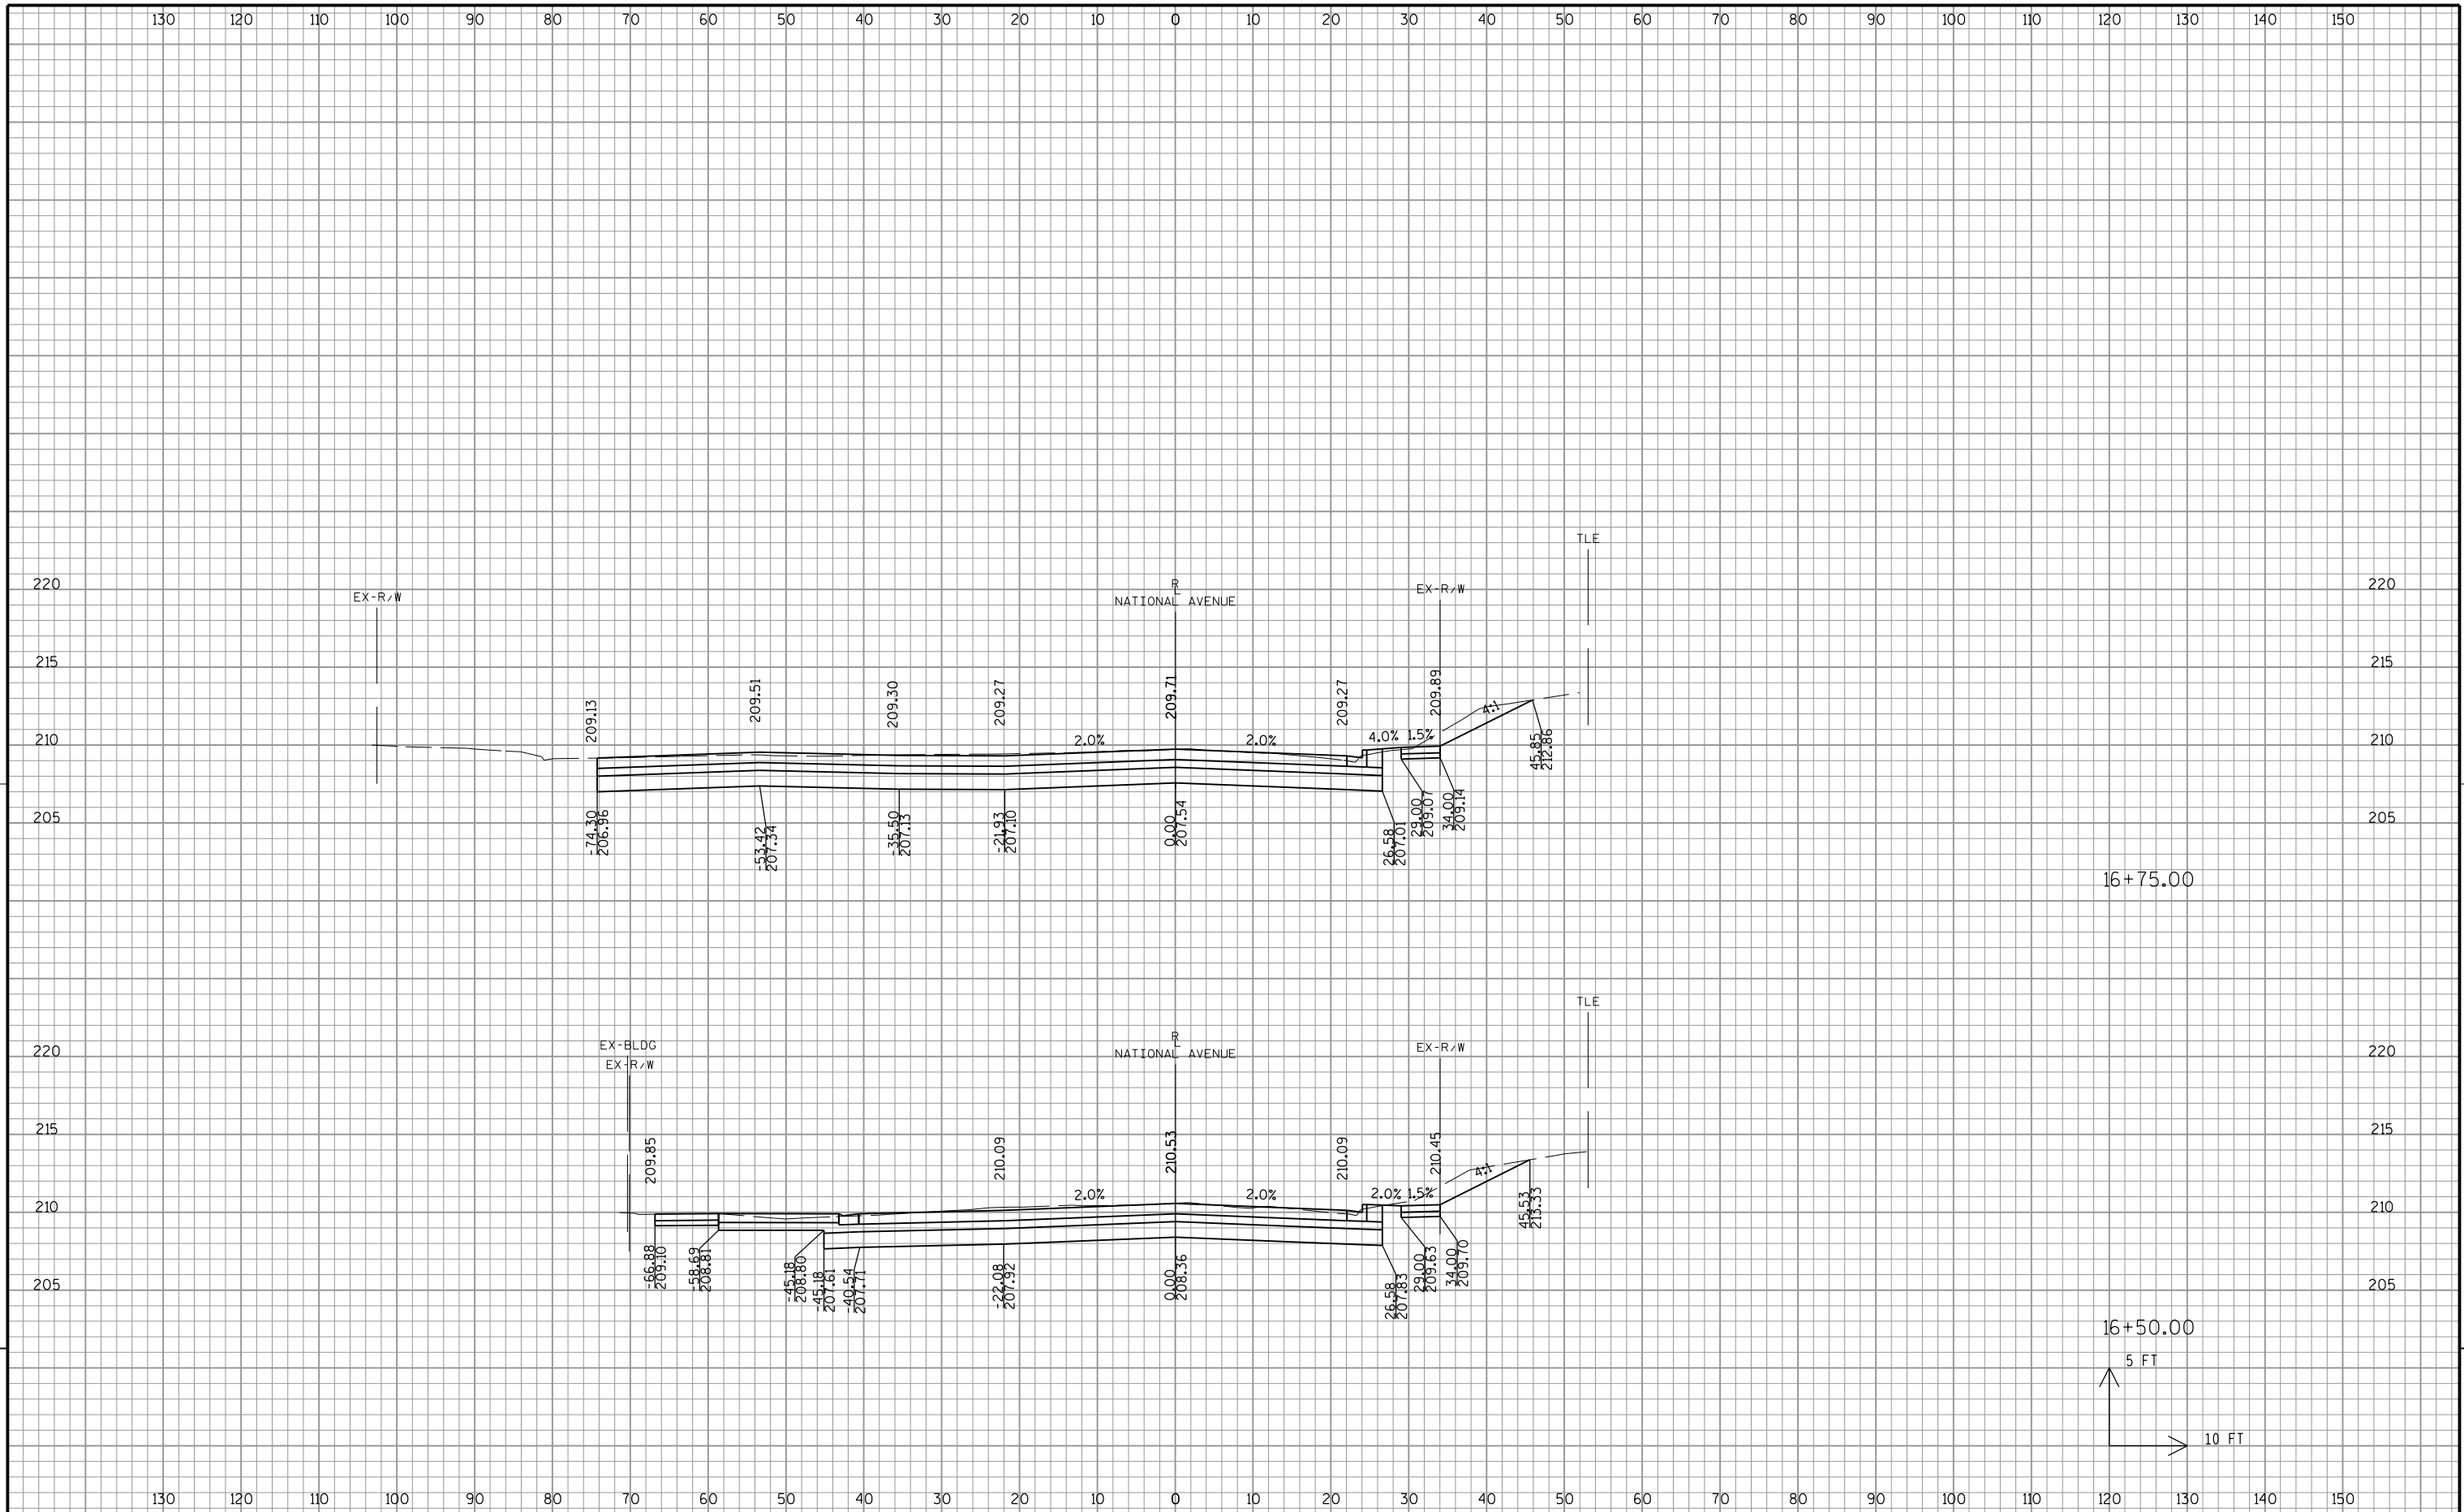 130 120 110 100 90 80 70 60 50 40 30 20 10 0 10 20 30 40 50 60 70 80 90 100 110 120 130 140 150
TLE
220 EX-R/W R L EX-R/W 220
NATIONAL AVENUE
215 215
209.13 209.51 209.30 209.27 209.71 209.27 209.89
210 2.0% 2.0% 4.0% 1.5% 4:1 210
205 205
-74.30 -53.42 -35.50 -21.93 0.00 26.58 29.00 34.00 45.85
206.96 207.34 207.13 207.10 207.54 207.01 209.07 209.14 212.86
16+75.00
TLE
EX-BLDG R L EX-R/W
220 NATIONAL AVENUE 220
EX-R/W
215 215
209.85 210.09 210.53 210.09 210.45
210 2.0% 2.0% 2.0% 1.5% 4:1 210
205 205
-66.88 -58.69 -45.18 -45.18 -40.54 -22.08 0.00 26.58 29.00 34.00 45.53
209.10 208.81 208.80 207.61 207.71 207.92 208.36 207.83 209.63 209.70 213.33
16+50.00
5 FT
10 FT
130 120 110 100 90 80 70 60 50 40 30 20 10 0 10 20 30 40 50 60 70 80 90 100 110 120 130 140 150